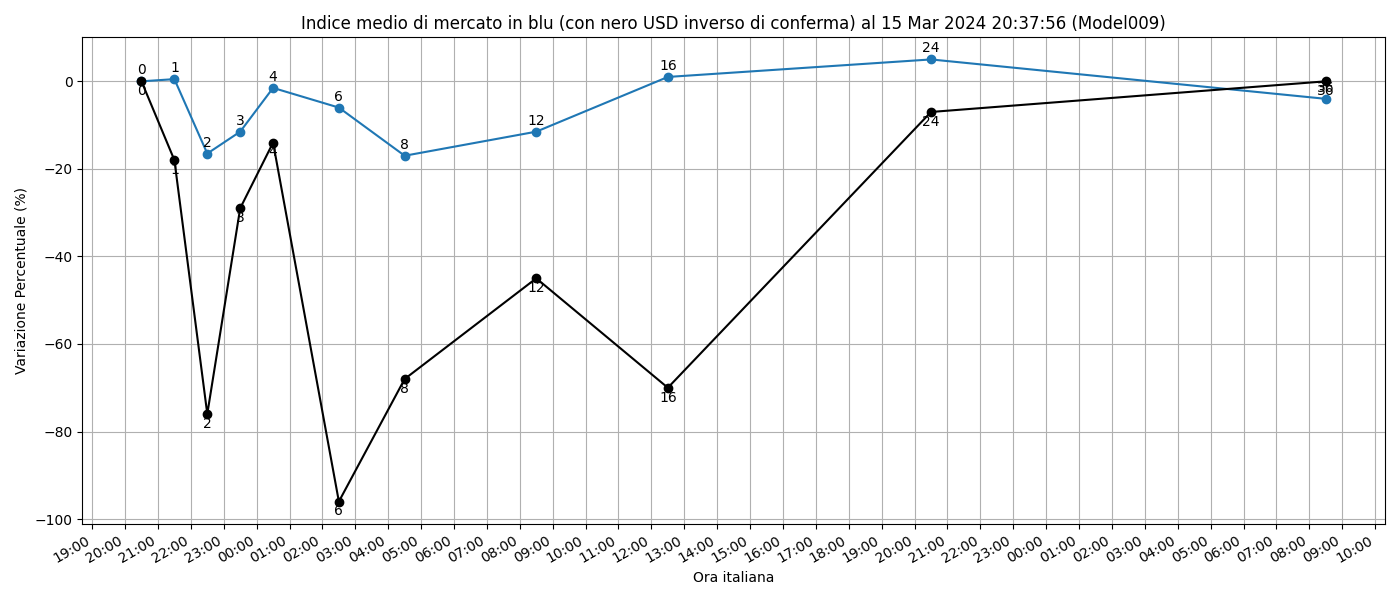 Indice medio di mercato in blu (con nero USD inverso di conferma) al 15 Mar 2024 20:37:56 (Model009)
Variazione Percentuale (%)
0
−20
−40
−60
−80
−100
0 1 2 3 4 6 8 12 16 24 36
0 1 2 3 4 6 8 12 16 24 36
19:00 20:00 21:00 22:00 23:00 00:00 01:00 02:00 03:00 04:00 05:00 06:00 07:00 08:00 09:00 10:00 11:00 12:00 13:00 14:00 15:00 16:00 17:00 18:00 19:00 20:00 21:00 22:00 23:00 00:00 01:00 02:00 03:00 04:00 05:00 06:00 07:00 08:00 09:00 10:00
Ora italiana